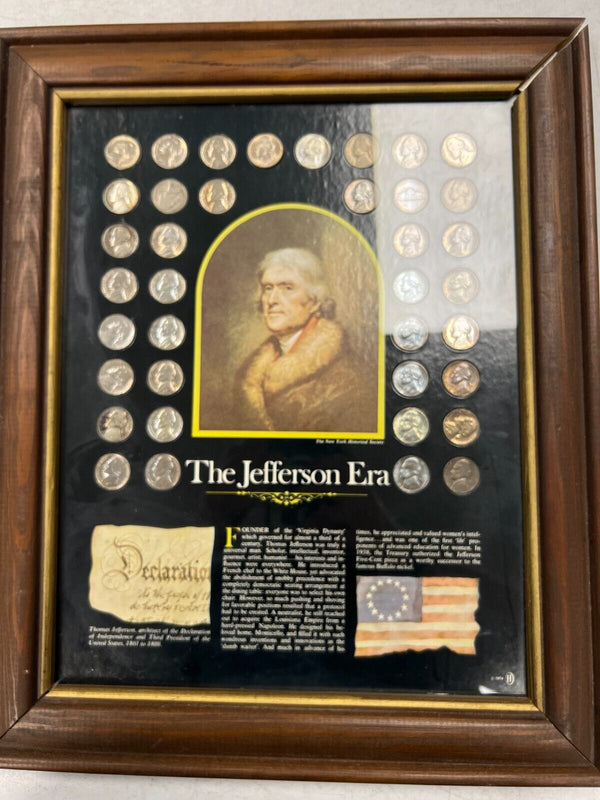 The New York Historical Society
The Jefferson Era
Declaration
FOUNDER of the 'Virginia Dynasty'
which governed for almost a third of a
century, Thomas Jefferson was truly a
universal man. Scholar, intellectual, inventor,
gourmet, artist, humanist ... his interests and in-
fluence were everywhere. He introduced a
French chef to the White House, yet advocated
the abolishment of snobby precedence with a
completely democratic seating arrangement at
the dining table: everyone was to select his own
chair. However, so much pushing and shoving
for favorable positions resulted that a protocol
had to be created. A neutralist, he still reached
out to acquire the Louisiana Empire from a
hard-pressed Napoleon. He designed his be-
loved home, Monticello, and filled it with such
wondrous inventions and innovations as the
'dumb waiter'. And much in advance of his
times, he appreciated and valued women's intel-
ligence ... and was one of the first 'lib' pro-
ponents of advanced education for women. In
1938, the Treasury authorized the Jefferson
Five-Cent piece as a worthy successor to the
famous Buffalo nickel.
Thomas Jefferson, architect of the Declaration
of Independence and Third President of the
United States, 1801 to 1809.